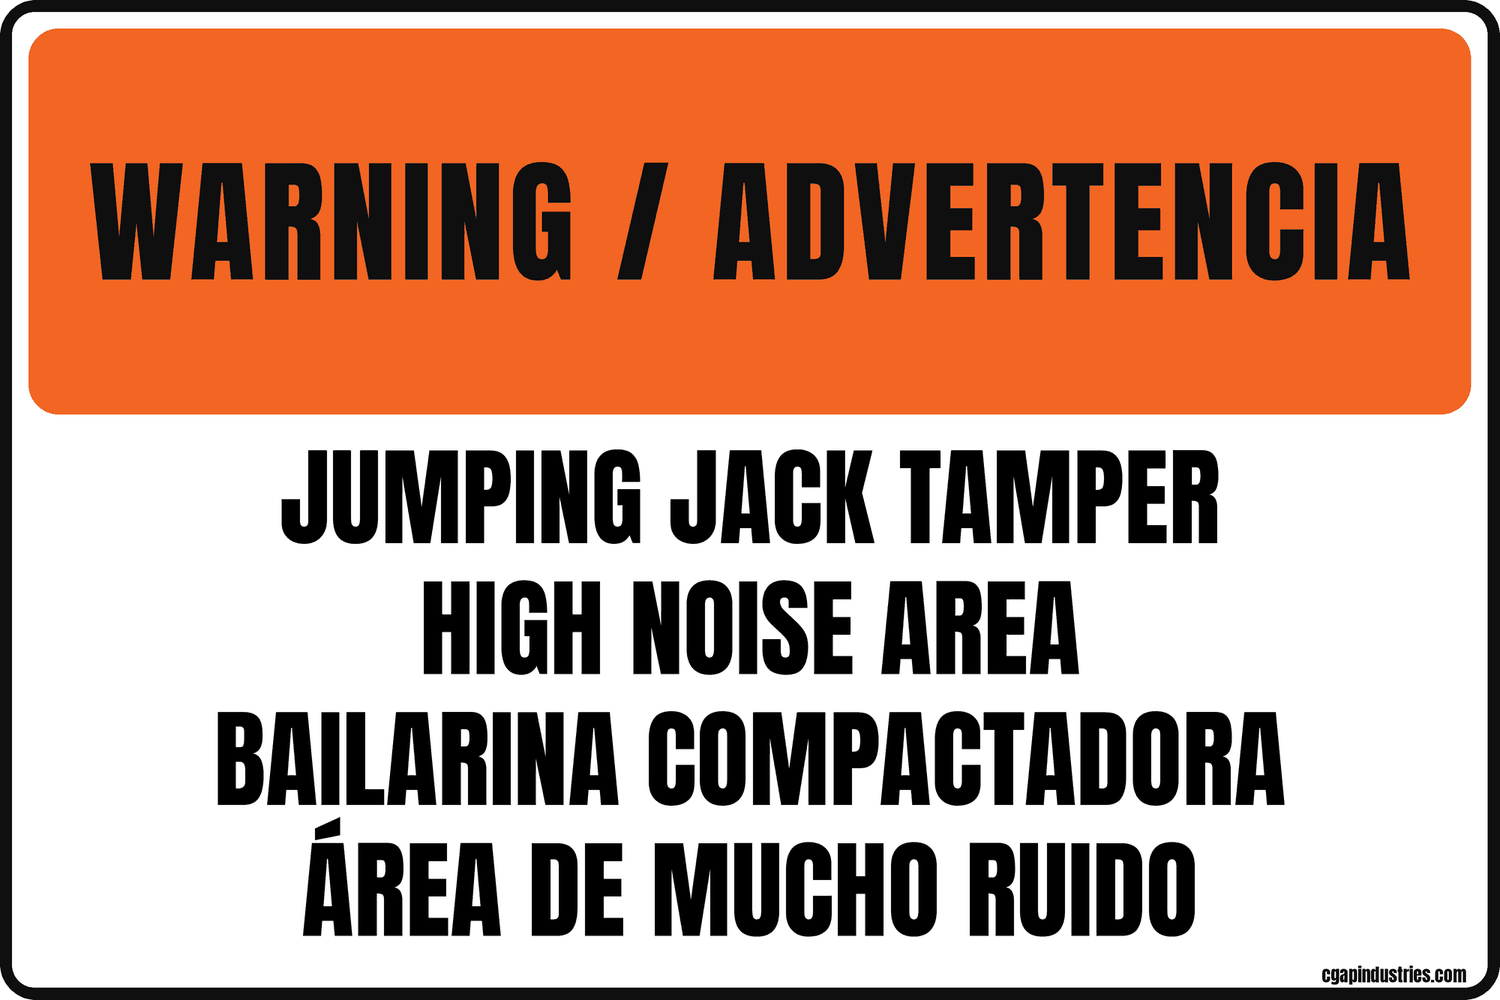 WARNING / ADVERTENCIA
JUMPING JACK TAMPER
HIGH NOISE AREA
BAILARINA COMPACTADORA
ÁREA DE MUCHO RUIDO
cgapindustries.com